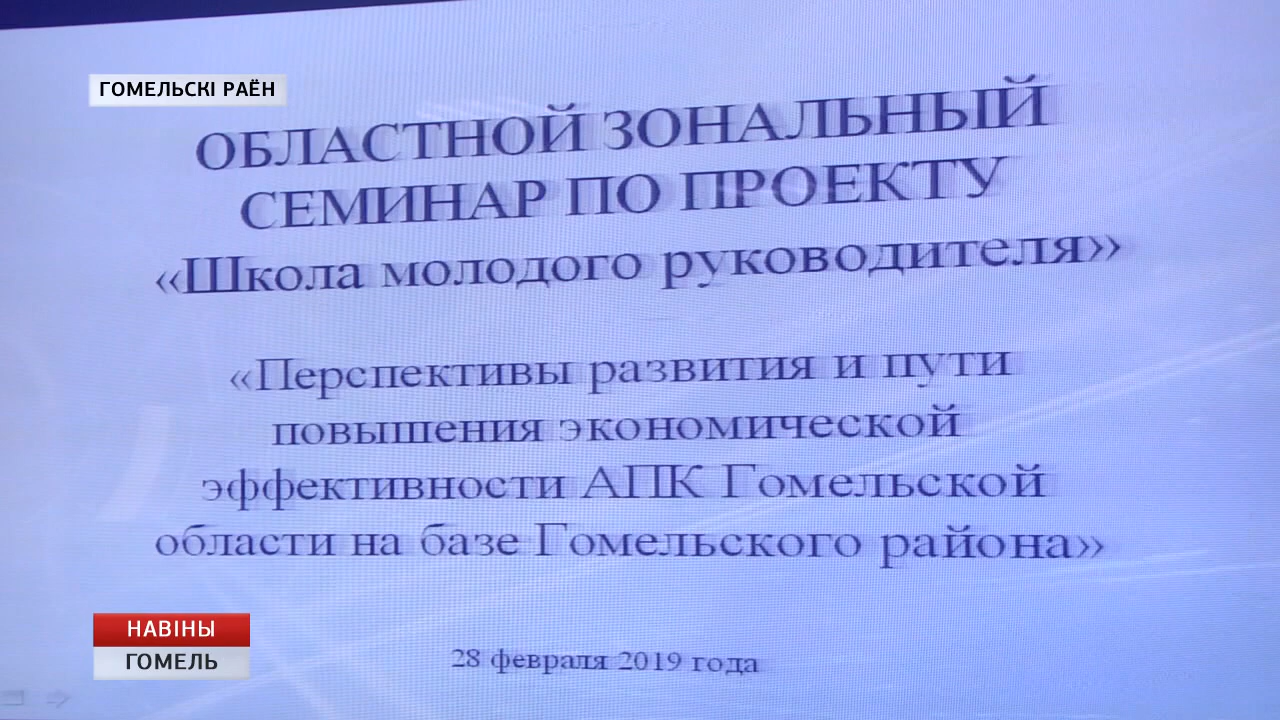 ГОМЕЛЬСКІ РАЁН
ОБЛАСТНОЙ ЗОНАЛЬНЫЙ
СЕМИНАР ПО ПРОЕКТУ
«Школа молодого руководителя»
«Перспективы развития и пути
повышения экономической
эффективности АПК Гомельской
области на базе Гомельского района»
28 февраля 2019 года
НАВІНЫ
ГОМЕЛЬ